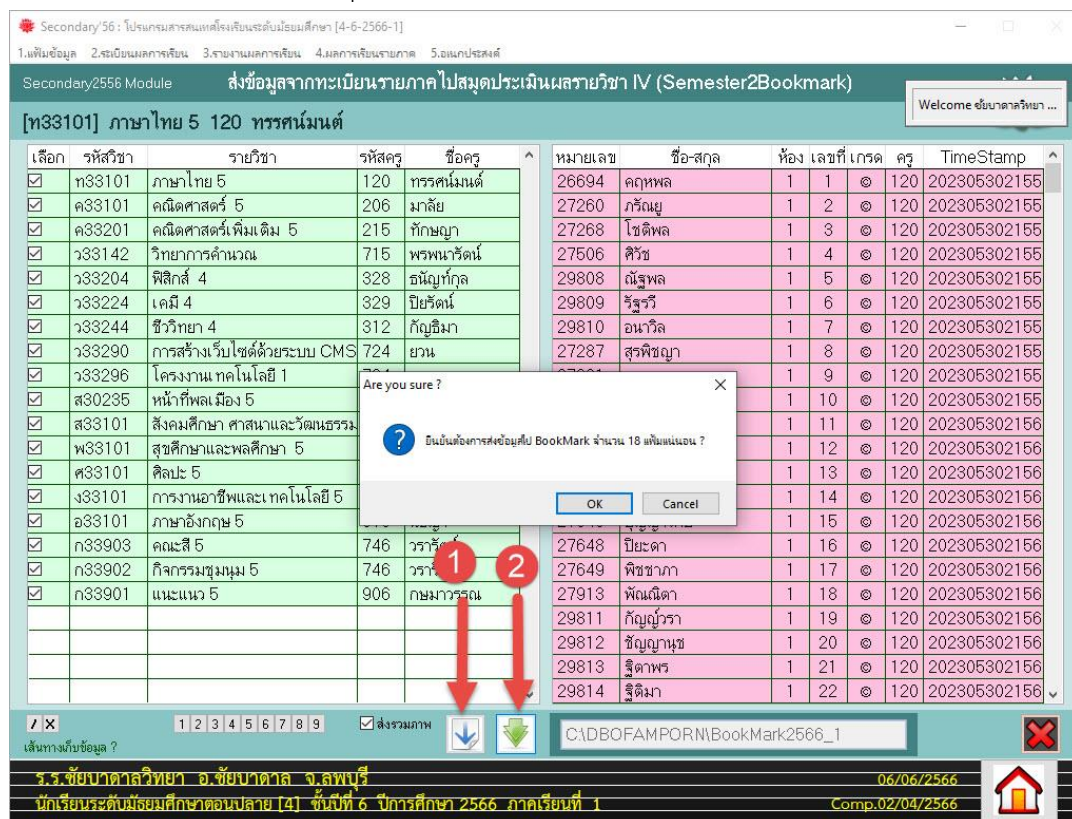 Secondary'56 : โปรแกรมสารสนเทศโรงเรียนระดับมัธยมศึกษา [4-6-2566-1]
1.แฟ้มข้อมูล 2.ระเบียนผลการเรียน 3.รายงานผลการเรียน 4.ผลการเรียนรายภาค 5.อเนกประสงค์
Secondary2556 Module ส่งข้อมูลจากทะเบียนรายภาคไปสมุดประเมินผลรายวิชา IV (Semester2Bookmark)
Welcome ชัยบาดาลวิทยา ...
[ท33101] ภาษาไทย 5 120 ทรรศน์มนต์
เลือก รหัสวิชา รายวิชา รหัสครู ชื่อครู
ท33101 ภาษาไทย 5 120 ทรรศน์มนต์
ค33101 คณิตศาสตร์ 5 206 มาลัย
ค33201 คณิตศาสตร์เพิ่มเติม 5 215 ทักษญา
ว33142 วิทยาการคำนวณ 715 พรพนารัตน์
ว33204 ฟิสิกส์ 4 328 ธนัญท์กุล
ว33224 เคมี 4 329 ปิยรัตน์
ว33244 ชีววิทยา 4 312 กัญธิมา
ว33290 การสร้างเว็บไซต์ด้วยระบบ CMS 724 ยวน
ว33296 โครงงานเทคโนโลยี 1
ส30235 หน้าที่พลเมือง 5
ส33101 สังคมศึกษา ศาสนาและวัฒนธรรม
พ33101 สุขศึกษาและพลศึกษา 5
ศ33101 ศิลปะ 5
ง33101 การงานอาชีพและเทคโนโลยี 5
อ33101 ภาษาอังกฤษ 5
ก33903 คณะสี 5 746
ก33902 กิจกรรมชุมนุม 5 746
ก33901 แนะแนว 5 906 กษมาวรรณ
หมายเลข ชื่อ-สกุล ห้อง เลขที่ เกรด ครู TimeStamp
26694 คฤหพล 1 1 © 120 202305302155
27260 ภรัณยู 1 2 © 120 202305302155
27268 โชติพล 1 3 © 120 202305302155
27506 ศิวัช 1 4 © 120 202305302155
29808 ณัฐพล 1 5 © 120 202305302155
29809 รัฐรวี 1 6 © 120 202305302155
29810 อนาวิล 1 7 © 120 202305302155
27287 สุรพิชญา 1 8 © 120 202305302155
1 9 © 120 202305302155
1 10 © 120 202305302155
1 11 © 120 202305302156
1 12 © 120 202305302156
1 13 © 120 202305302156
1 14 © 120 202305302156
1 15 © 120 202305302156
27648 ปิยะดา 1 16 © 120 202305302156
27649 พิชชาภา 1 17 © 120 202305302156
27913 พัณณิตา 1 18 © 120 202305302156
29811 กัญญ์วรา 1 19 © 120 202305302156
29812 ชัญญานุช 1 20 © 120 202305302156
29813 ฐิดาพร 1 21 © 120 202305302156
29814 ฐิติมา 1 22 © 120 202305302156
Are you sure ?
ยืนยันต้องการส่งข้อมูลไป BookMark จำนวน 18 แฟ้มแน่นอน ?
OK Cancel
1 2
/ X 1 2 3 4 5 6 7 8 9 ส่งรวมภาพ
C:\DBOFAMPORN\BookMark2566_1
เส้นทางเก็บข้อมูล ?
ร.ร.ชัยบาดาลวิทยา อ.ชัยบาดาล จ.ลพบุรี 06/06/2566
นักเรียนระดับมัธยมศึกษาตอนปลาย [4] ชั้นปีที่ 6 ปีการศึกษา 2566 ภาคเรียนที่ 1 Comp.02/04/2566